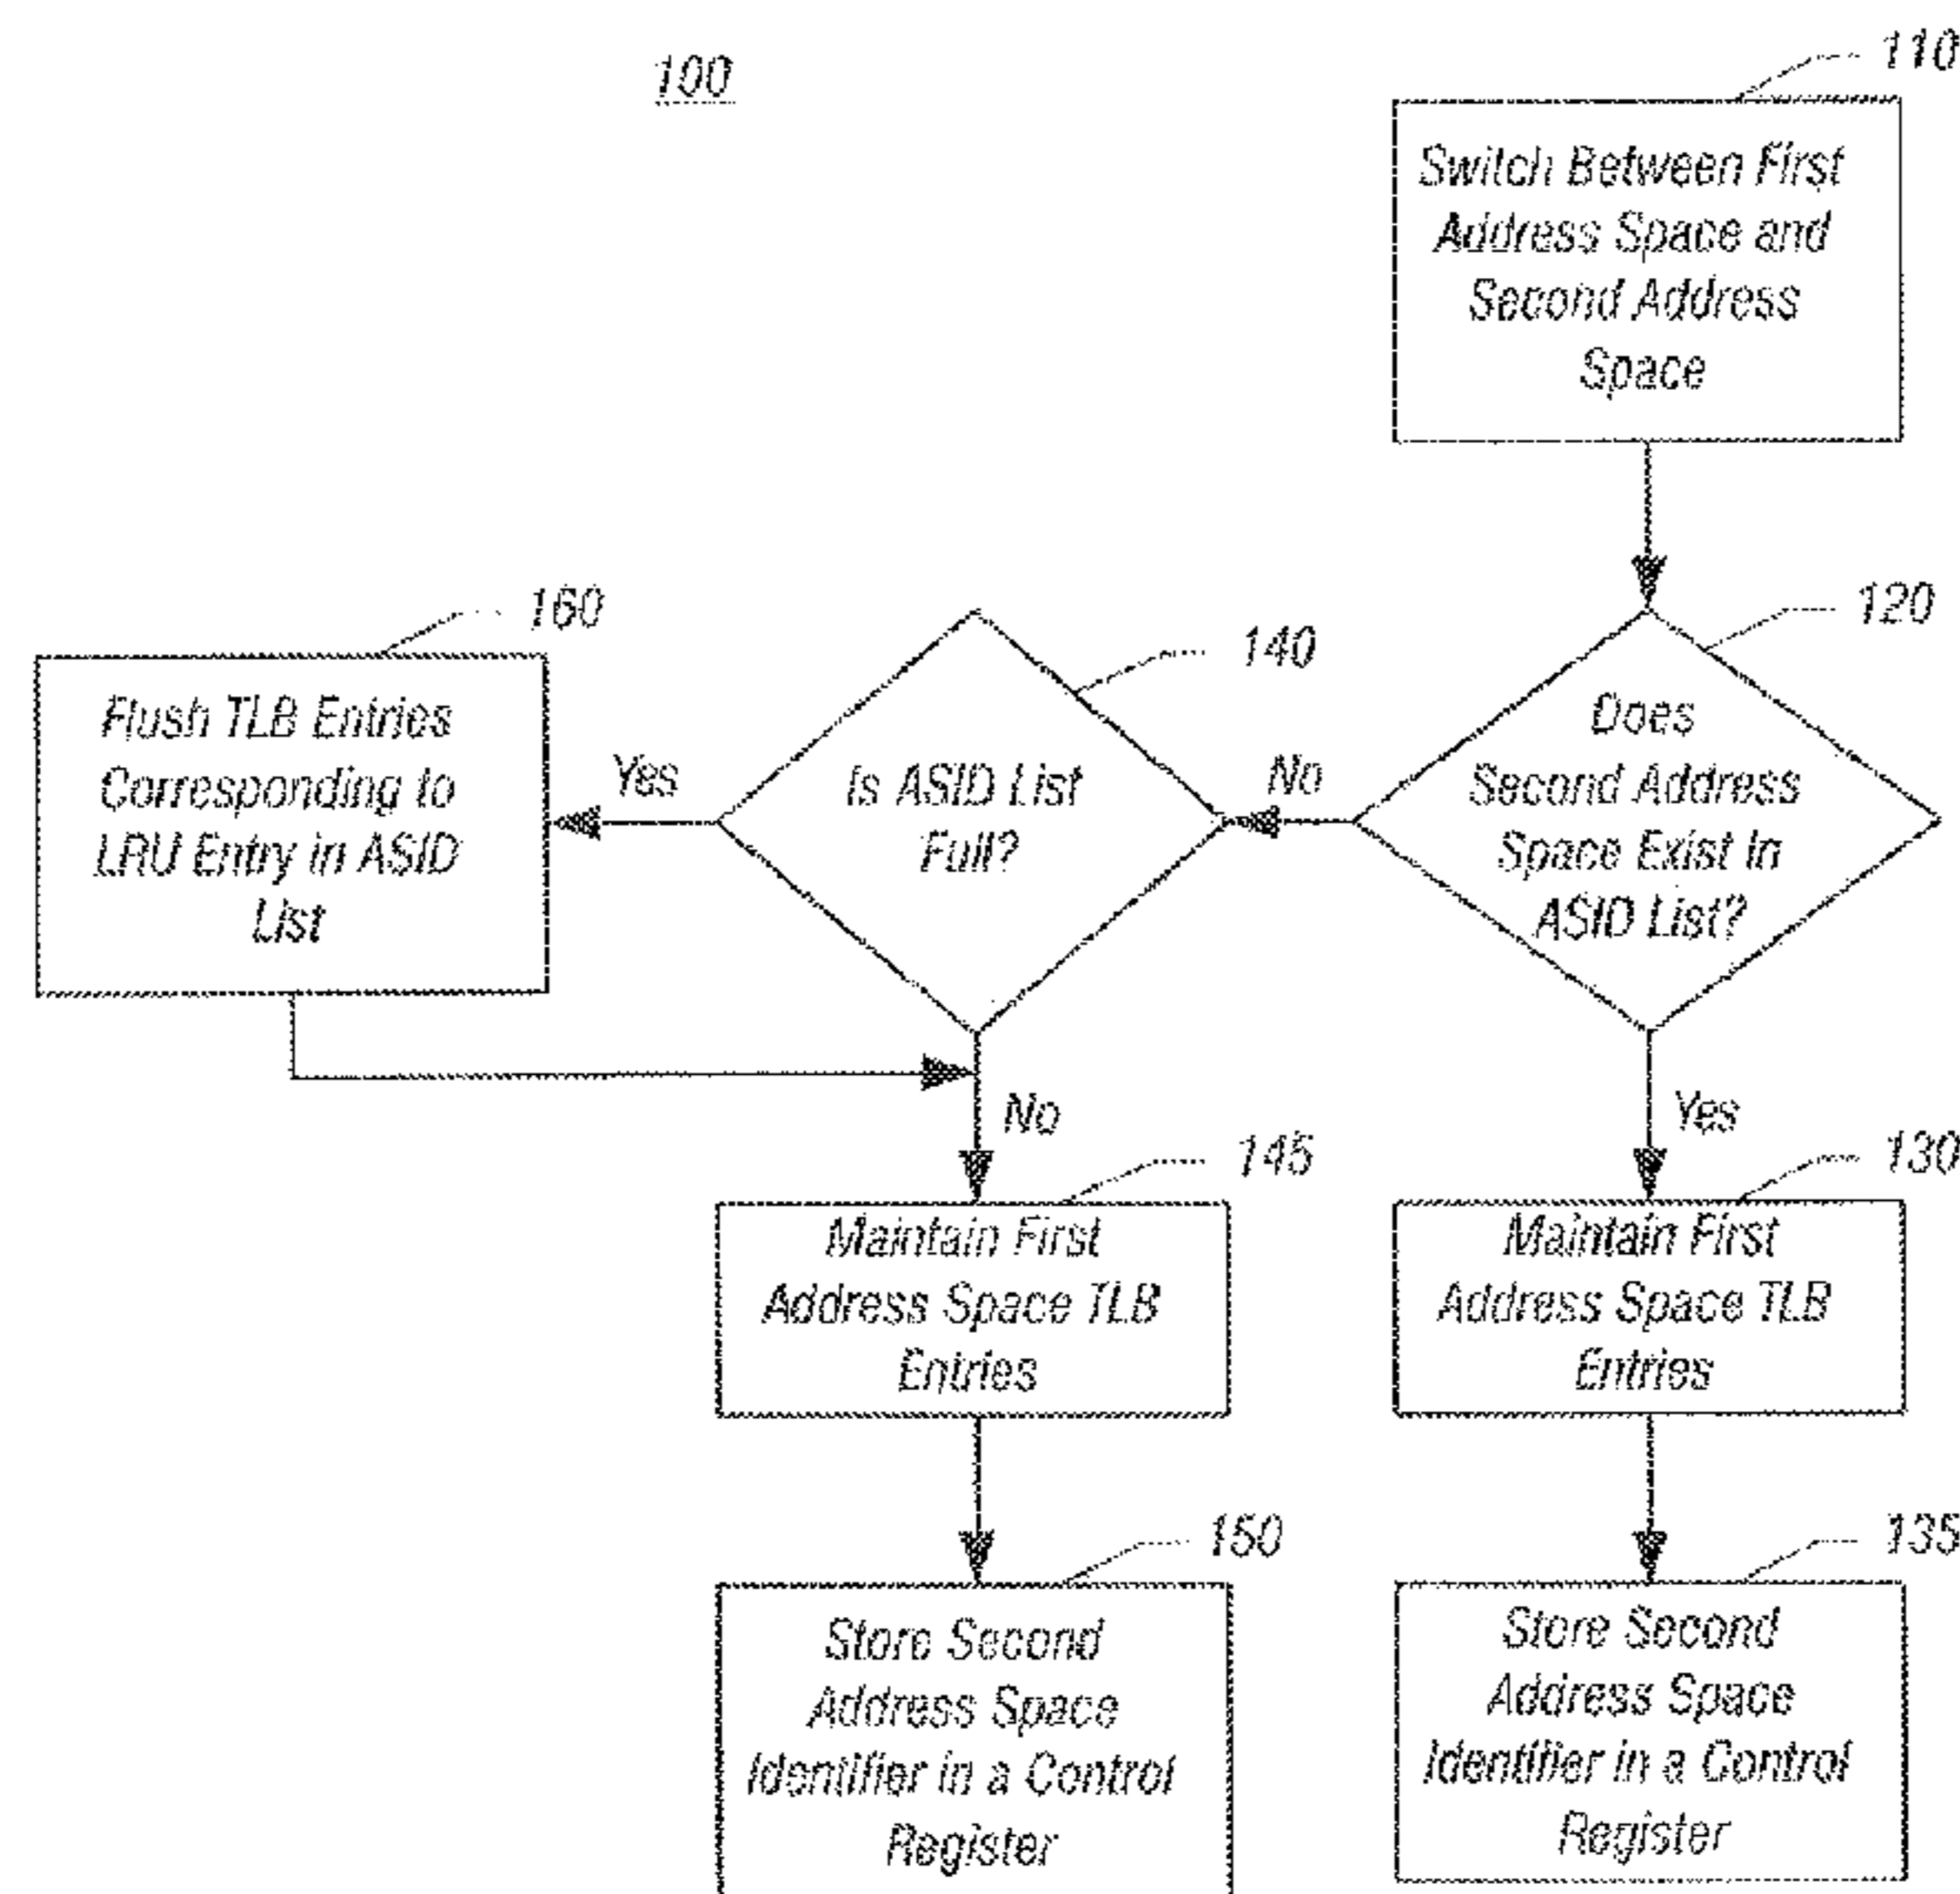 100
110
Switch Between First
Address Space and
Second Address
Space
120
Does
Second Address
Space Exist In
ASID List?
No
140
Is ASID List
Full?
Yes
160
Flush TLB Entries
Corresponding to
LRU Entry in ASID
List
No
Yes
145
Maintain First
Address Space TLB
Entries
130
Maintain First
Address Space TLB
Entries
150
Store Second
Address Space
Identifier in a Control
Register
135
Store Second
Address Space
Identifier in a Control
Register